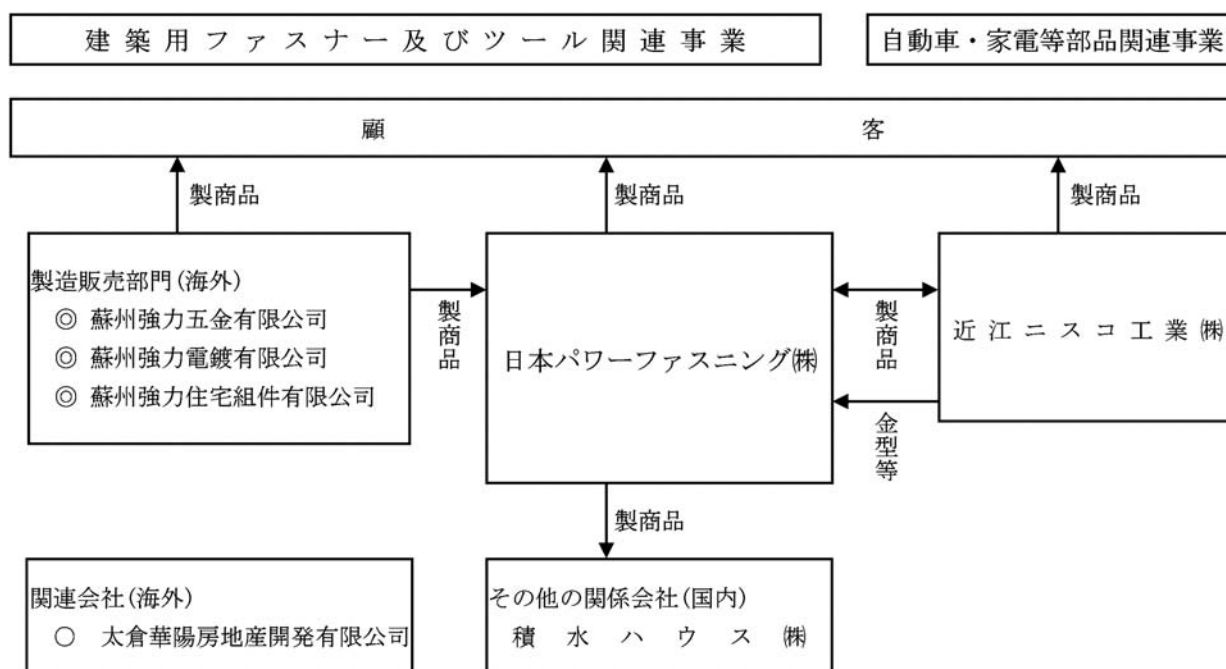 建築用ファスナー及びツール関連事業
自動車・家電等部品関連事業
顧客
製商品
製商品
製商品
製造販売部門(海外)
◎ 蘇州強力五金有限公司
◎ 蘇州強力電鍍有限公司
◎ 蘇州強力住宅組件有限公司
製商品
日本パワーファスニング㈱
製商品
金型等
近江ニスコ工業㈱
製商品
関連会社(海外)
○ 太倉華陽房地産開発有限公司
その他の関係会社(国内)
積水ハウス㈱